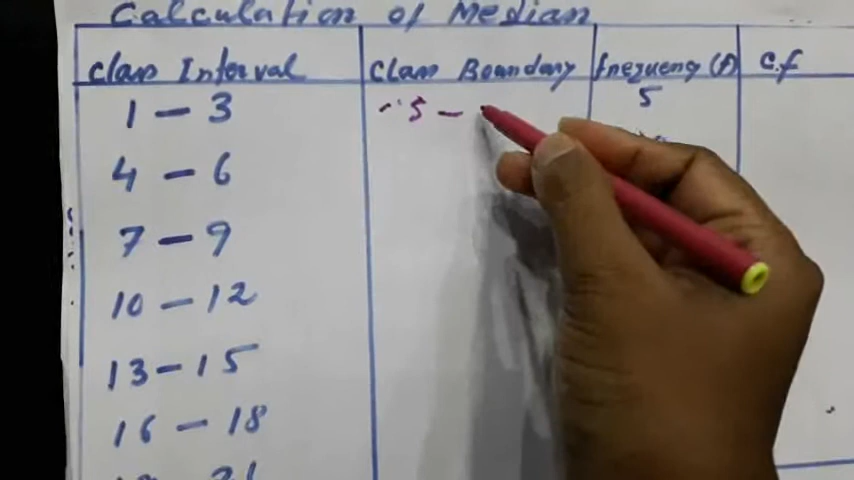 Calculation of Median
Class Interval Class Boundary frequency (f) c.f
1 - 3 .5 - 5
4 - 6
7 - 9
10 - 12
13 - 15
16 - 18
21